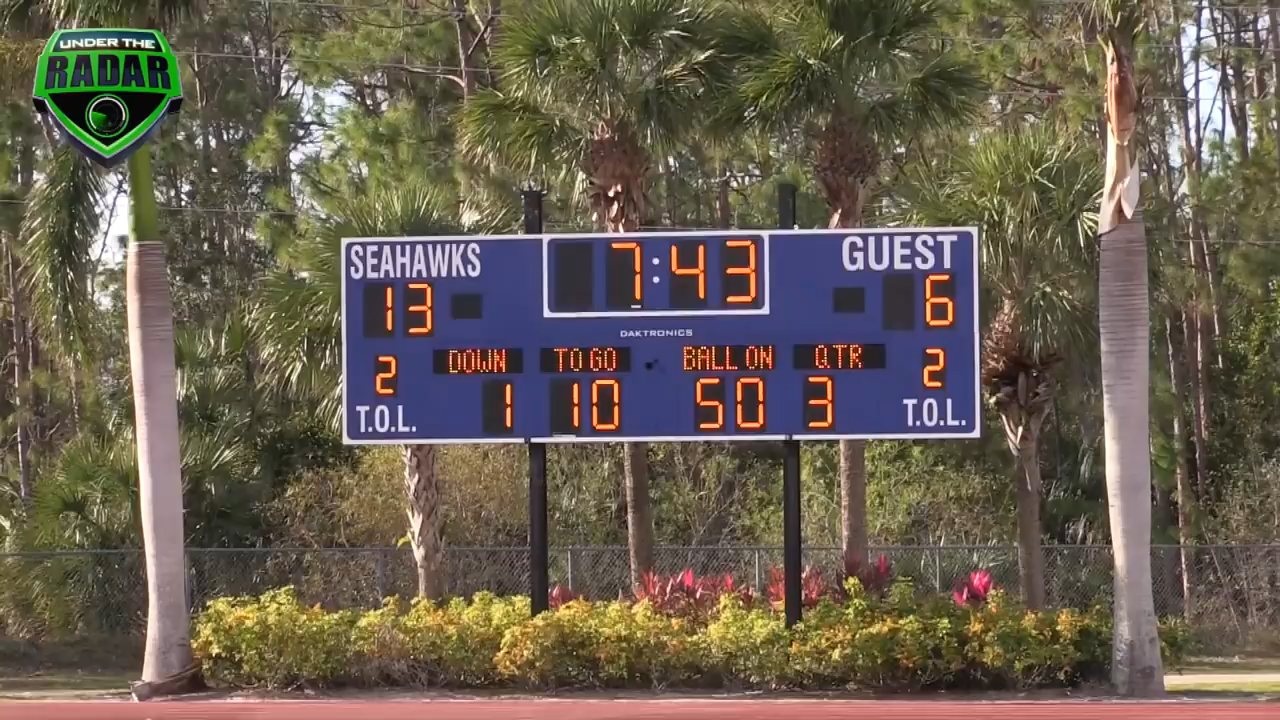 UNDER THE
RADAR
SEAHAWKS
7:43
GUEST
13
6
DAKTRONICS
2
DOWN
TO GO
BALL ON
QTR
2
1
10
50
3
T.O.L.
T.O.L.